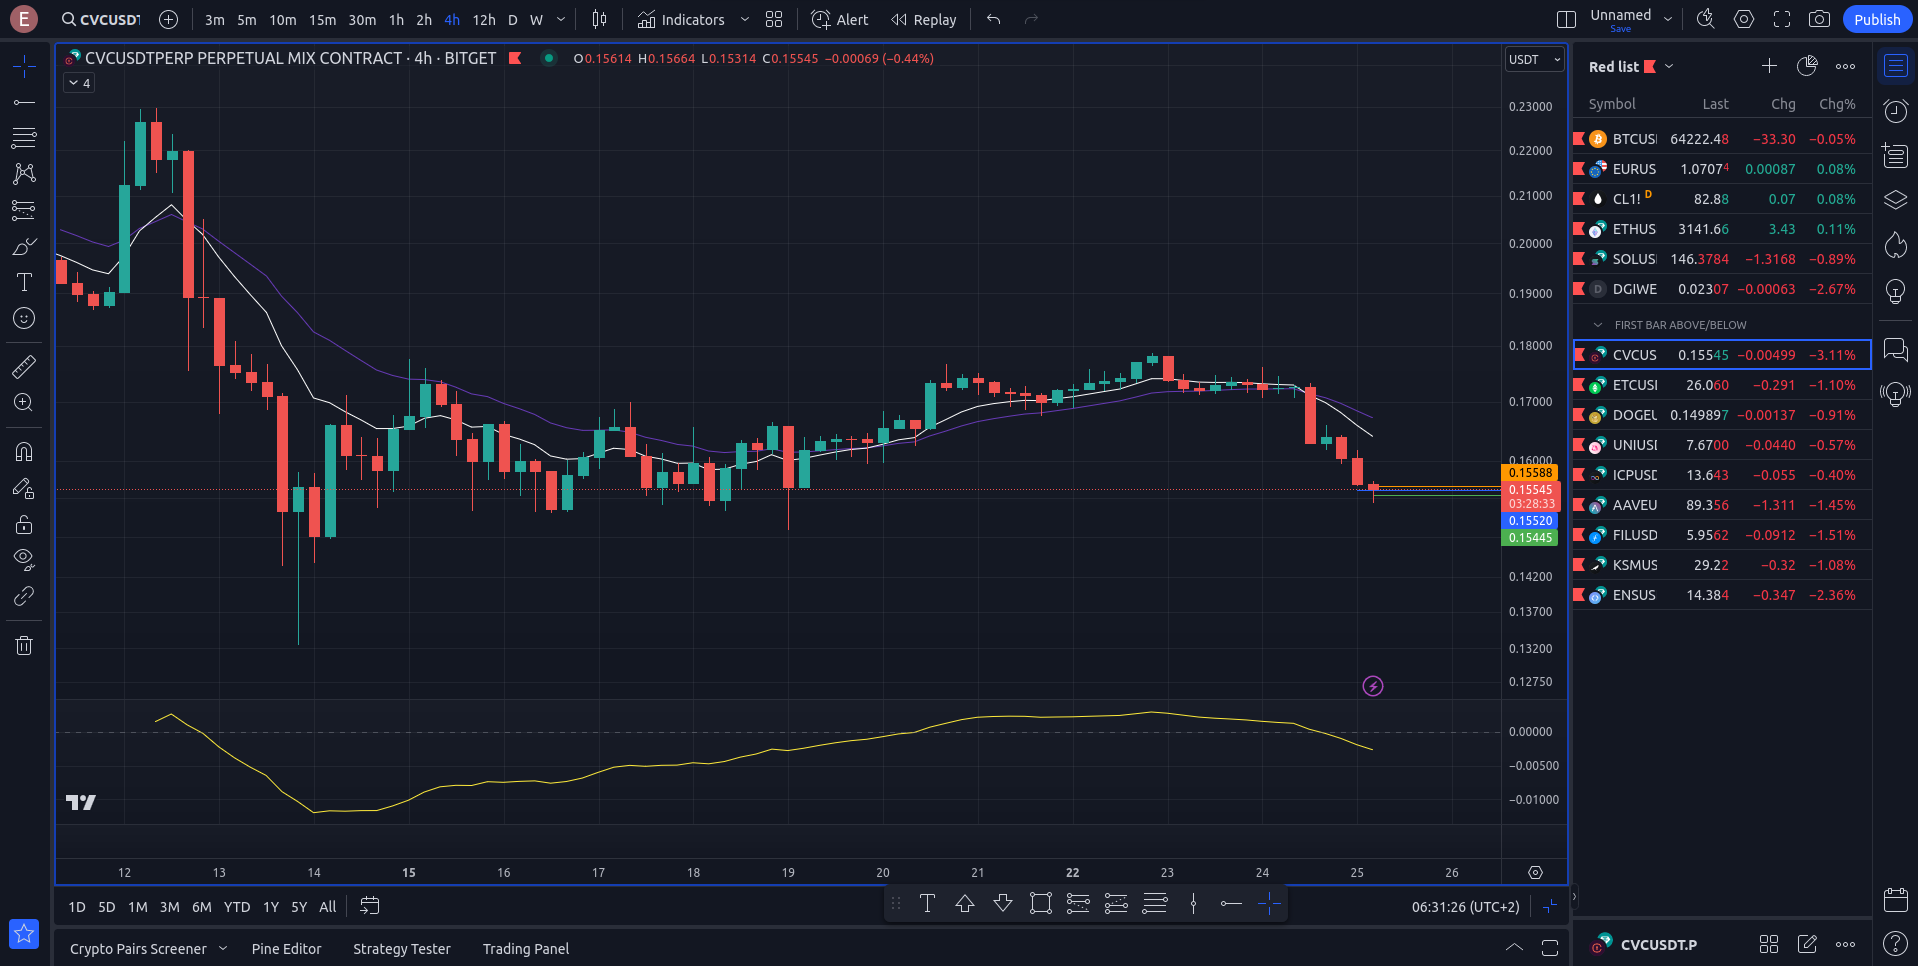 E CVCUSDT 3m 5m 10m 15m 30m 1h 2h 4h 12h D W Indicators Alert Replay Unnamed Save Publish
CVCUSDTPERP PERPETUAL MIX CONTRACT · 4h · BITGET O0.15614 H0.15664 L0.15314 C0.15545 −0.00069 (−0.44%)
4
USDT
0.23000
0.22000
0.21000
0.20000
0.19000
0.18000
0.17000
0.16000
0.15588
0.15545
03:28:33
0.15520
0.15445
0.14200
0.13700
0.13200
0.12750
0.00000
−0.00500
−0.01000
12 13 14 15 16 17 18 19 20 21 22 23 24 25 26
1D 5D 1M 3M 6M YTD 1Y 5Y All
T
06:31:26 (UTC+2)
Crypto Pairs Screener Pine Editor Strategy Tester Trading Panel
Red list
Symbol Last Chg Chg%
BTCUSI 64222.48 −33.30 −0.05%
EURUS 1.07074 0.00087 0.08%
CL1! D 82.88 0.07 0.08%
ETHUS 3141.66 3.43 0.11%
SOLUSI 146.3784 −1.3168 −0.89%
D DGIWE 0.02307 −0.00063 −2.67%
FIRST BAR ABOVE/BELOW
CVCUS 0.15545 −0.00499 −3.11%
ETCUSI 26.060 −0.291 −1.10%
DOGEU 0.149897 −0.00137 −0.91%
UNIUSI 7.6700 −0.0440 −0.57%
ICPUSD 13.643 −0.055 −0.40%
AAVEU 89.356 −1.311 −1.45%
FILUSD 5.9562 −0.0912 −1.51%
KSMUS 29.22 −0.32 −1.08%
ENSUS 14.384 −0.347 −2.36%
CVCUSDT.P